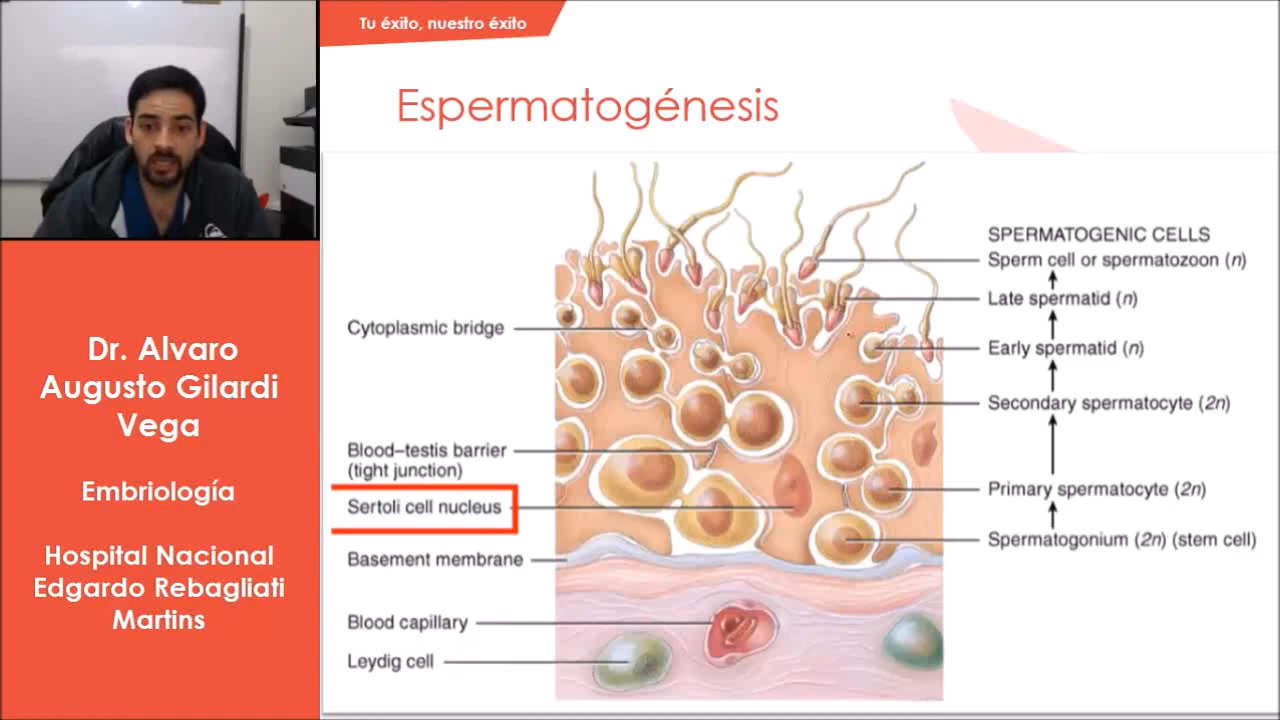 Tu éxito, nuestro éxito
Espermatogénesis
Dr. Alvaro
Augusto Gilardi
Vega
Embriología
Hospital Nacional
Edgardo Rebagliati
Martins
Cytoplasmic bridge
Blood–testis barrier
(tight junction)
Sertoli cell nucleus
Basement membrane
Blood capillary
Leydig cell
SPERMATOGENIC CELLS
Sperm cell or spermatozoon (n)
Late spermatid (n)
Early spermatid (n)
Secondary spermatocyte (2n)
Primary spermatocyte (2n)
Spermatogonium (2n) (stem cell)